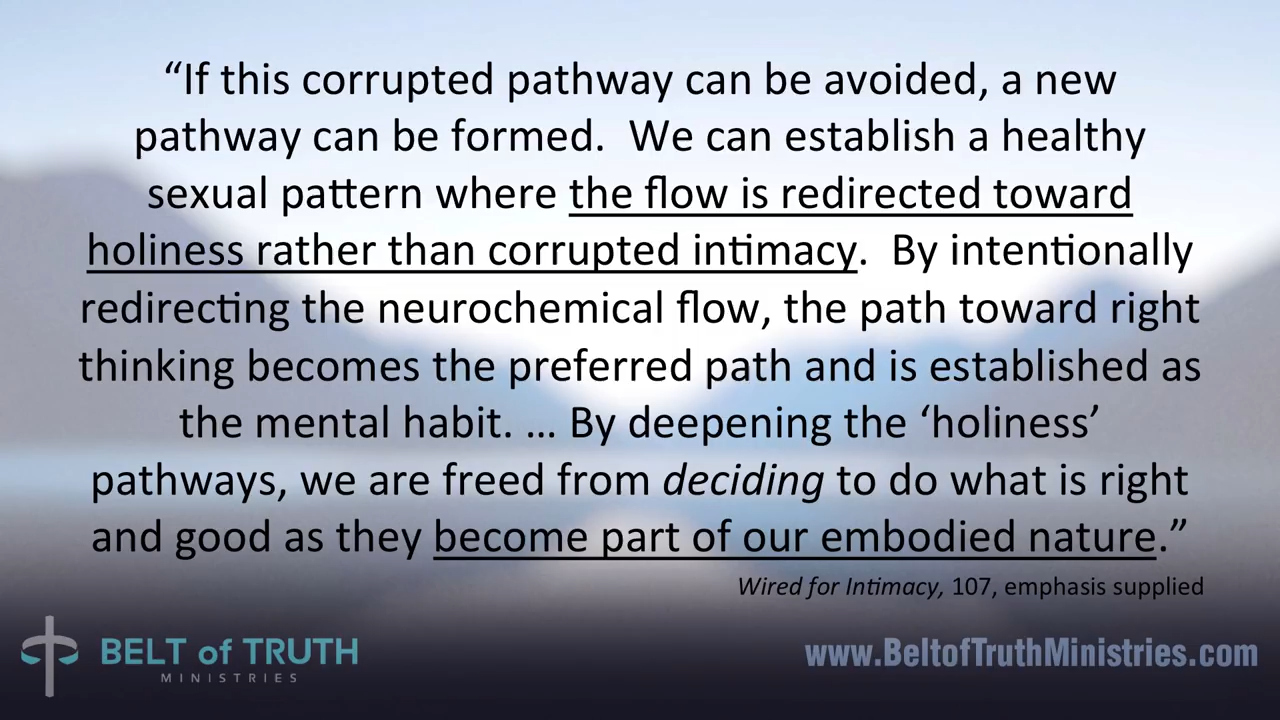 “If this corrupted pathway can be avoided, a new
pathway can be formed.  We can establish a healthy
sexual pattern where the flow is redirected toward
holiness rather than corrupted intimacy.  By intentionally
redirecting the neurochemical flow, the path toward right
thinking becomes the preferred path and is established as
the mental habit. … By deepening the ‘holiness’
pathways, we are freed from deciding to do what is right
and good as they become part of our embodied nature.”
Wired for Intimacy, 107, emphasis supplied
BELT of TRUTH
MINISTRIES
www.BeltofTruthMinistries.com